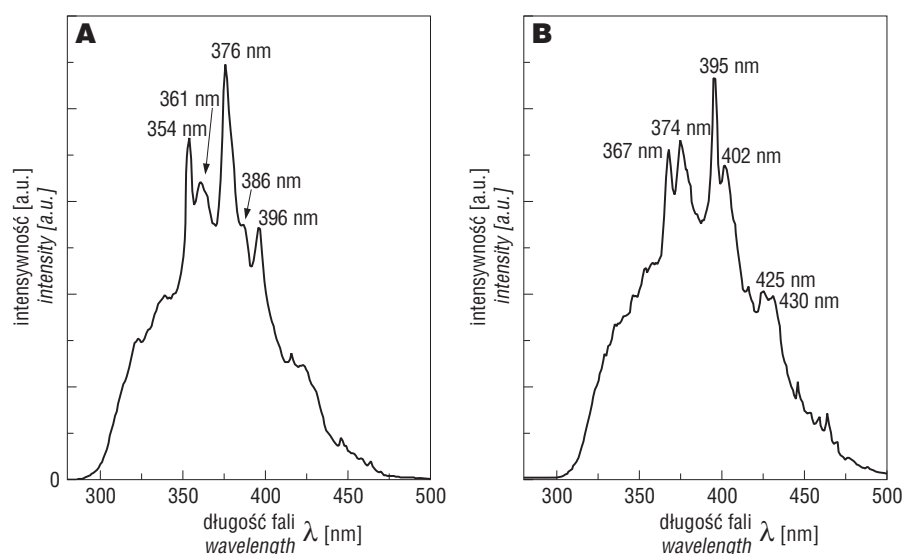 A
376 nm
361 nm
354 nm
386 nm
396 nm
intensywność [a.u.]
intensity [a.u.]
0
300 350 400 450 500
długość fali λ [nm]
wavelength
B
395 nm
374 nm
367 nm
402 nm
425 nm
430 nm
intensywność [a.u.]
intensity [a.u.]
300 350 400 450 500
długość fali λ [nm]
wavelength